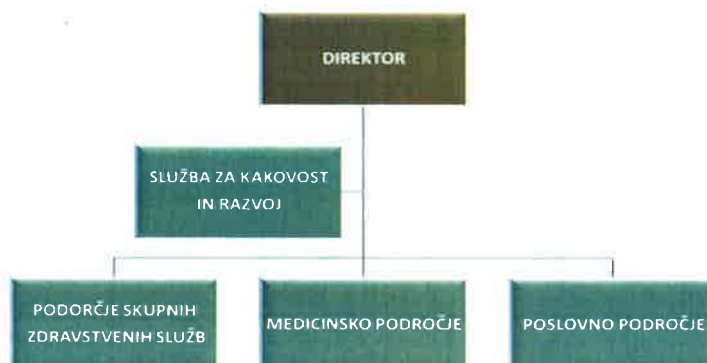 DIREKTOR
SLUŽBA ZA KAKOVOST
IN RAZVOJ
PODORČJE SKUPNIH
ZDRAVSTVENIH SLUŽB
MEDICINSKO PODROČJE
POSLOVNO PODROČJE